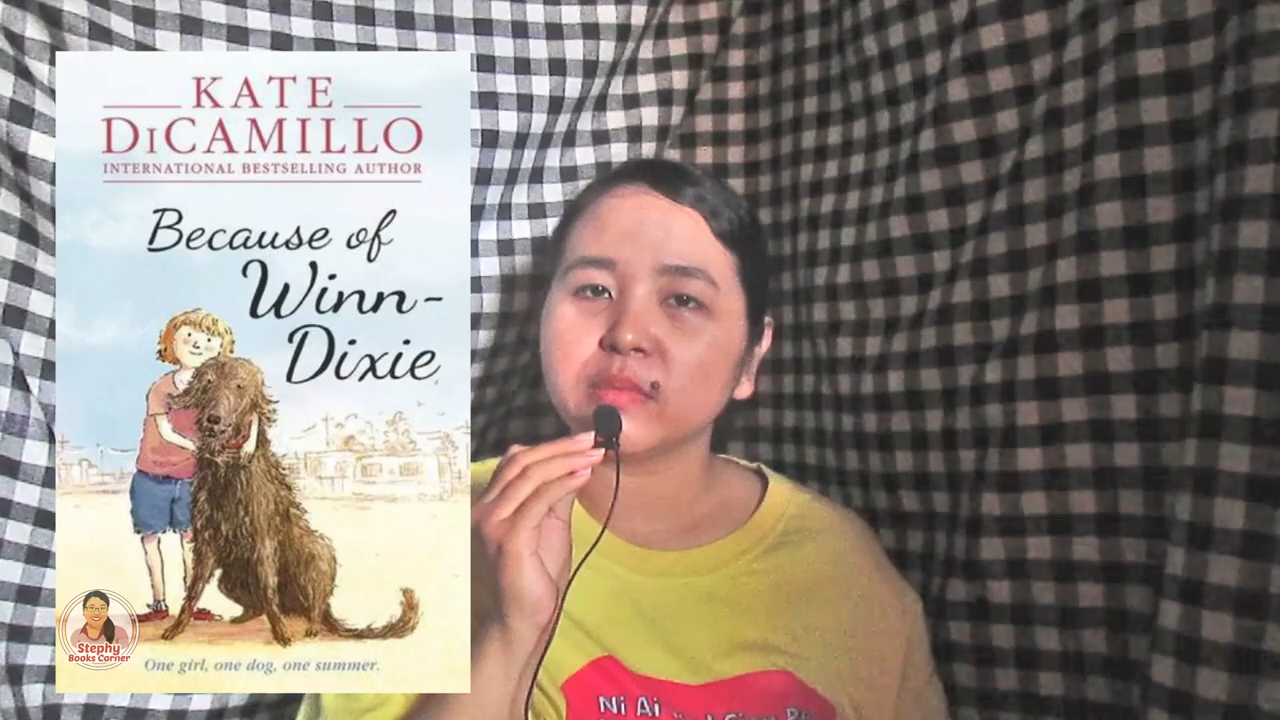 KATE
DiCAMILLO
INTERNATIONAL BESTSELLING AUTHOR
Because of
Winn-
Dixie
One girl, one dog, one summer.
Stephy
Books Corner
Ni Ai